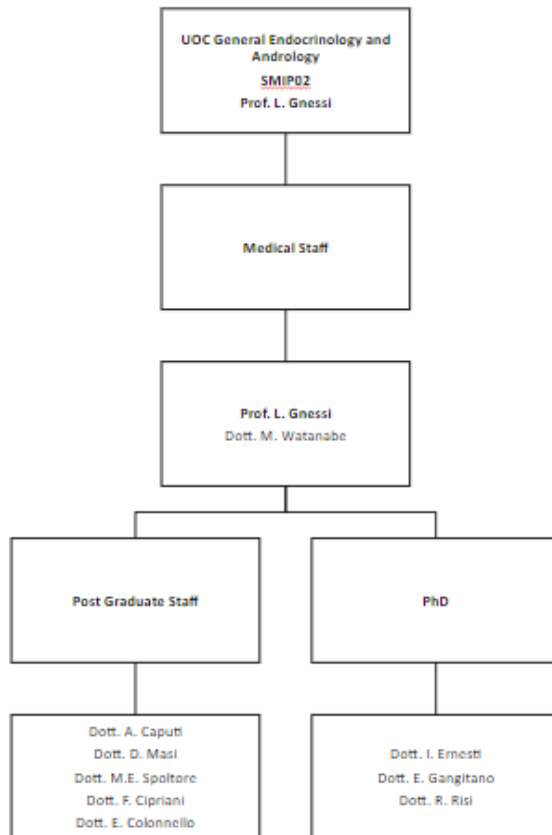 UOC General Endocrinology and
Andrology
SMIP02
Prof. L. Gnessi
Medical Staff
Prof. L. Gnessi
Dott. M. Watanabe
Post Graduate Staff
PhD
Dott. A. Caputi
Dott. D. Masi
Dott. M.E. Spoltore
Dott. F. Cipriani
Dott. E. Colonnello
Dott. I. Ernesti
Dott. E. Gangitano
Dott. R. Risi